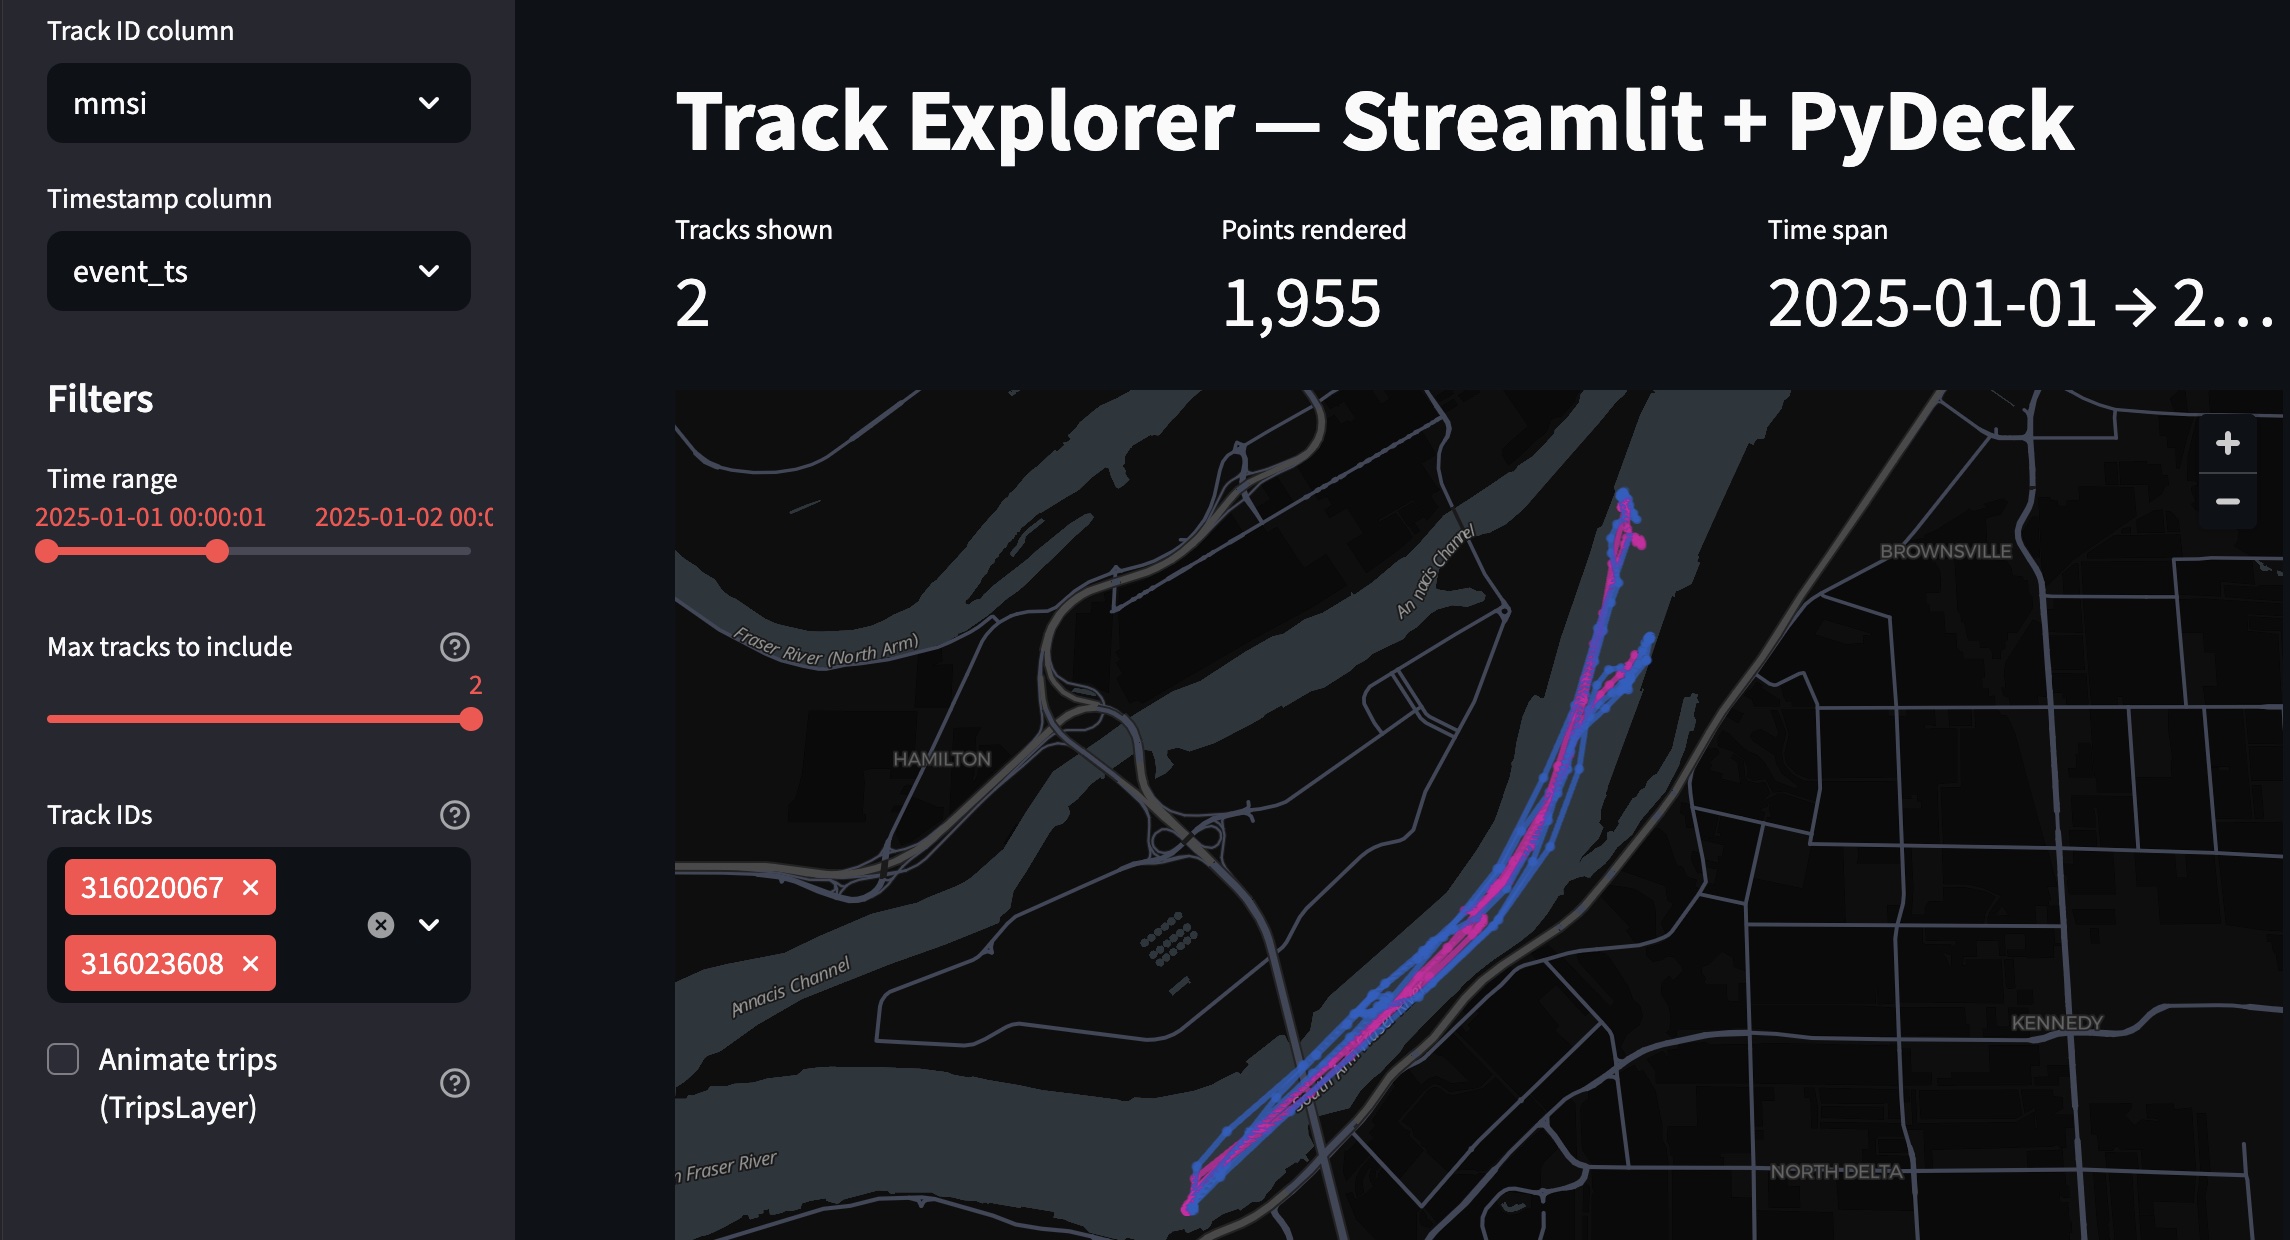 Track ID column
mmsi
Timestamp column
event_ts
Filters
Time range
2025-01-01 00:00:01 2025-01-02 00:0
Max tracks to include
2
Track IDs
316020067
316023608
Animate trips
(TripsLayer)
Track Explorer — Streamlit + PyDeck
Tracks shown
2
Points rendered
1,955
Time span
2025-01-01 → 2...
BROWNSVILLE
Annacis Channel
Fraser River (North Arm)
HAMILTON
Annacis Channel
KENNEDY
South Arm Fraser
n Fraser River
NORTH DELTA